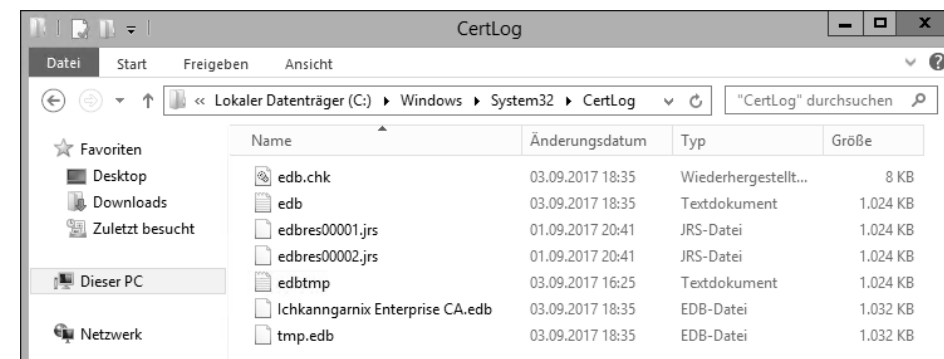 CertLog
Datei Start Freigeben Ansicht
« Lokaler Datenträger (C:) Windows System32 CertLog "CertLog" durchsuchen
Favoriten
Desktop
Downloads
Zuletzt besucht
Dieser PC
Netzwerk
Name Änderungsdatum Typ Größe
edb.chk 03.09.2017 18:35 Wiederhergestellt... 8 KB
edb 03.09.2017 18:35 Textdokument 1.024 KB
edbres00001.jrs 01.09.2017 20:41 JRS-Datei 1.024 KB
edbres00002.jrs 01.09.2017 20:41 JRS-Datei 1.024 KB
edbtmp 03.09.2017 16:25 Textdokument 1.024 KB
Ichkanngarnix Enterprise CA.edb 03.09.2017 18:35 EDB-Datei 1.032 KB
tmp.edb 03.09.2017 18:35 EDB-Datei 1.032 KB